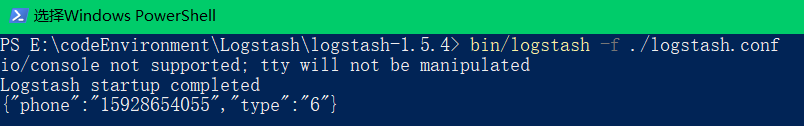 选择Windows PowerShell
PS E:\codeEnvironment\Logstash\logstash-1.5.4> bin/logstash -f ./logstash.conf
io/console not supported; tty will not be manipulated
Logstash startup completed
{"phone":"15928654055","type":"6"}